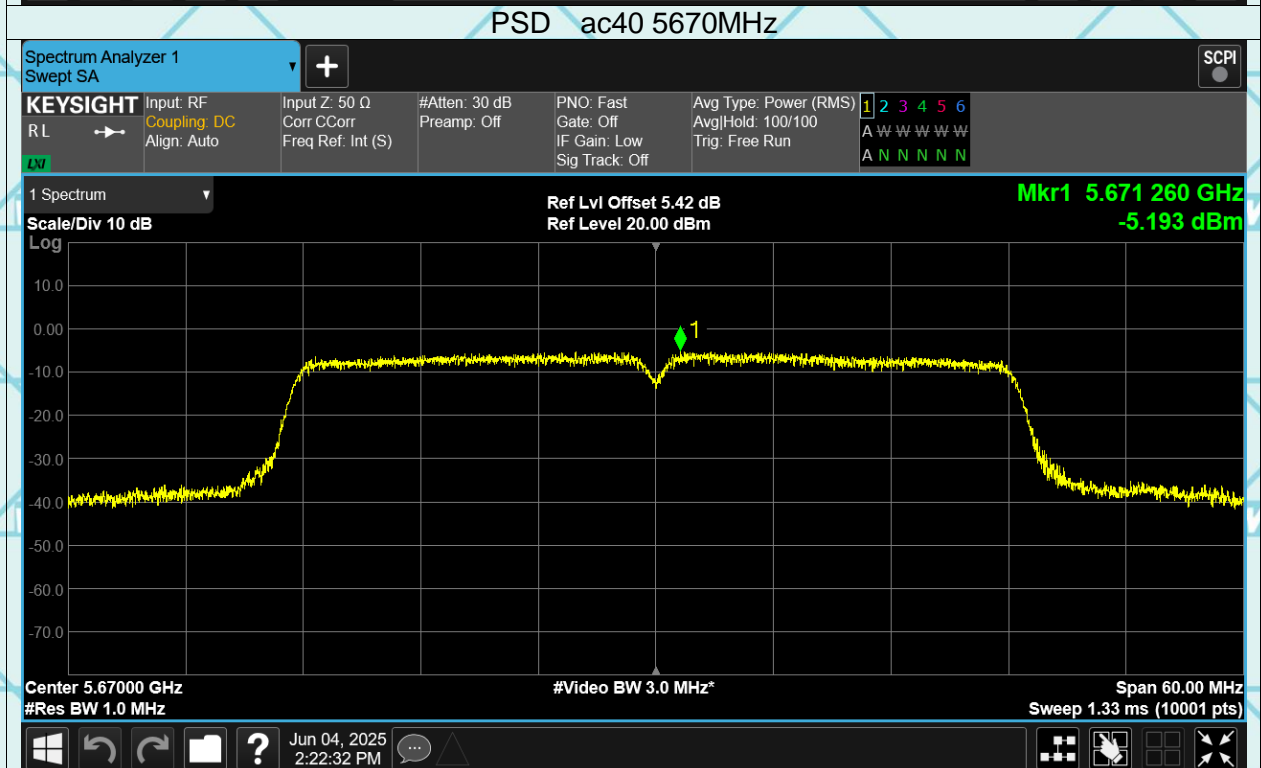 PSD ac40 5670MHz
Spectrum Analyzer 1
Swept SA
SCPI
KEYSIGHT
R L
LXI
Input: RF
Coupling: DC
Align: Auto
Input Z: 50 Ω
Corr CCorr
Freq Ref: Int (S)
#Atten: 30 dB
Preamp: Off
PNO: Fast
Gate: Off
IF Gain: Low
Sig Track: Off
Avg Type: Power (RMS)
Avg|Hold: 100/100
Trig: Free Run
1 2 3 4 5 6
A W W W W W
A N N N N N
1 Spectrum
Scale/Div 10 dB
Ref Lvl Offset 5.42 dB
Ref Level 20.00 dBm
Mkr1 5.671 260 GHz
-5.193 dBm
Log
10.0
0.00
-10.0
-20.0
-30.0
-40.0
-50.0
-60.0
-70.0
1
Center 5.67000 GHz
#Res BW 1.0 MHz
#Video BW 3.0 MHz*
Span 60.00 MHz
Sweep 1.33 ms (10001 pts)
?
Jun 04, 2025
2:22:32 PM